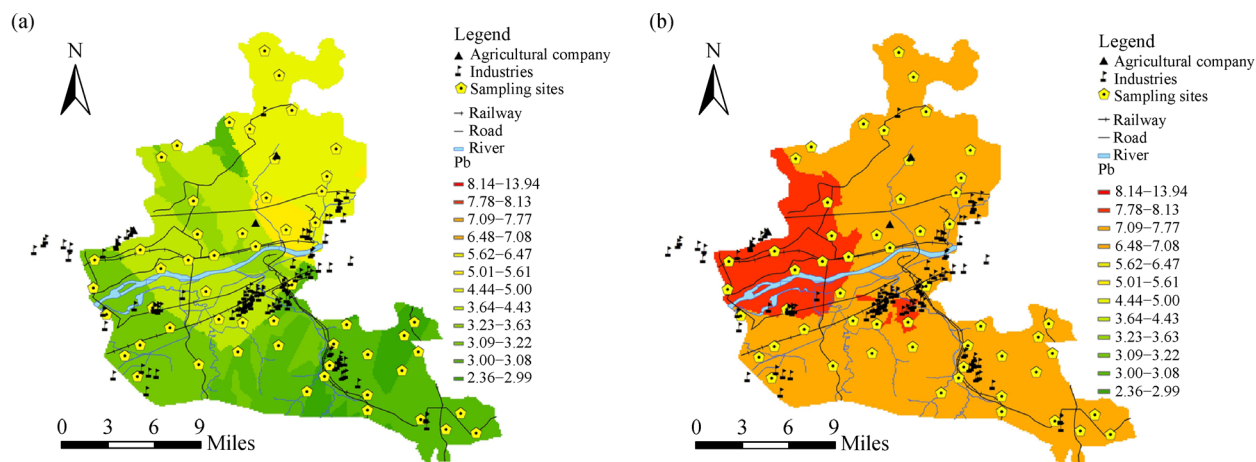 (a)
N
Legend
Agricultural company
Industries
Sampling sites
Railway
Road
River
Pb
8.14−13.94
7.78−8.13
7.09−7.77
6.48−7.08
5.62−6.47
5.01−5.61
4.44−5.00
3.64−4.43
3.23−3.63
3.09−3.22
3.00−3.08
2.36−2.99
0 3 6 9
Miles
(b)
N
Legend
Agricultural company
Industries
Sampling sites
Railway
Road
River
Pb
8.14−13.94
7.78−8.13
7.09−7.77
6.48−7.08
5.62−6.47
5.01−5.61
4.44−5.00
3.64−4.43
3.23−3.63
3.09−3.22
3.00−3.08
2.36−2.99
0 3 6 9
Miles